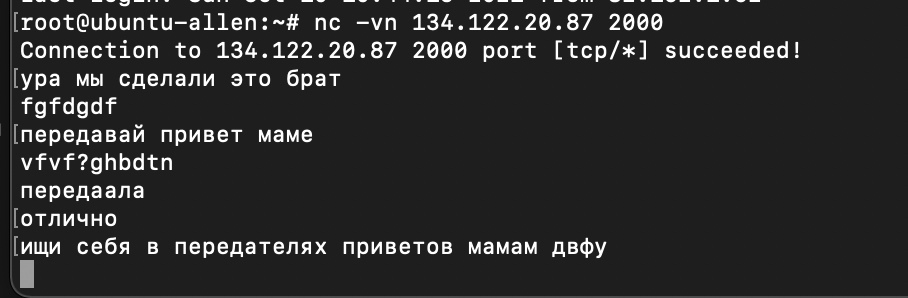 [root@ubuntu-allen:~# nc -vn 134.122.20.87 2000
Connection to 134.122.20.87 2000 port [tcp/*] succeeded!
[ура мы сделали это брат
fgfdgdf
[передавай привет маме
vfvf?ghbdtn
передаала
[отлично
[ищи себя в передателях приветов мамам двфу